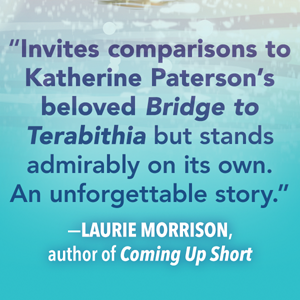 “Invites comparisons to
Katherine Paterson’s
beloved Bridge to
Terabithia but stands
admirably on its own.
An unforgettable story.”
—LAURIE MORRISON,
author of Coming Up Short